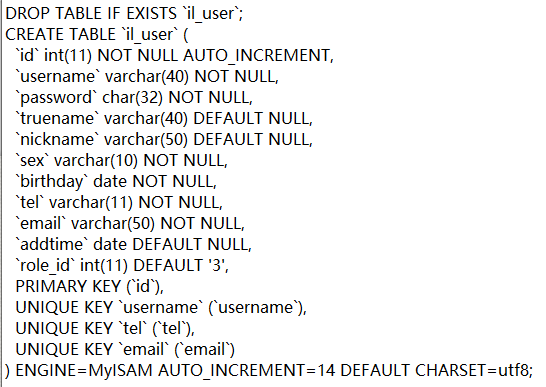 DROP TABLE IF EXISTS `il_user`;
CREATE TABLE `il_user` (
  `id` int(11) NOT NULL AUTO_INCREMENT,
  `username` varchar(40) NOT NULL,
  `password` char(32) NOT NULL,
  `truename` varchar(40) DEFAULT NULL,
  `nickname` varchar(50) DEFAULT NULL,
  `sex` varchar(10) NOT NULL,
  `birthday` date NOT NULL,
  `tel` varchar(11) NOT NULL,
  `email` varchar(50) NOT NULL,
  `addtime` date DEFAULT NULL,
  `role_id` int(11) DEFAULT '3',
  PRIMARY KEY (`id`),
  UNIQUE KEY `username` (`username`),
  UNIQUE KEY `tel` (`tel`),
  UNIQUE KEY `email` (`email`)
) ENGINE=MyISAM AUTO_INCREMENT=14 DEFAULT CHARSET=utf8;